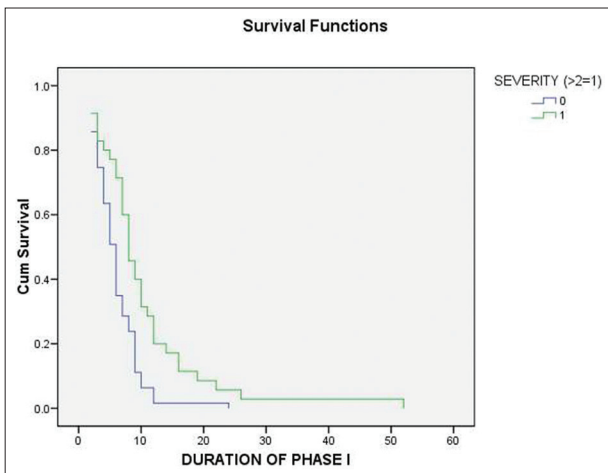 Survival Functions
SEVERITY (>2=1)
0
1
Cum Survival
1.0
0.8
0.6
0.4
0.2
0.0
0 10 20 30 40 50 60
DURATION OF PHASE I